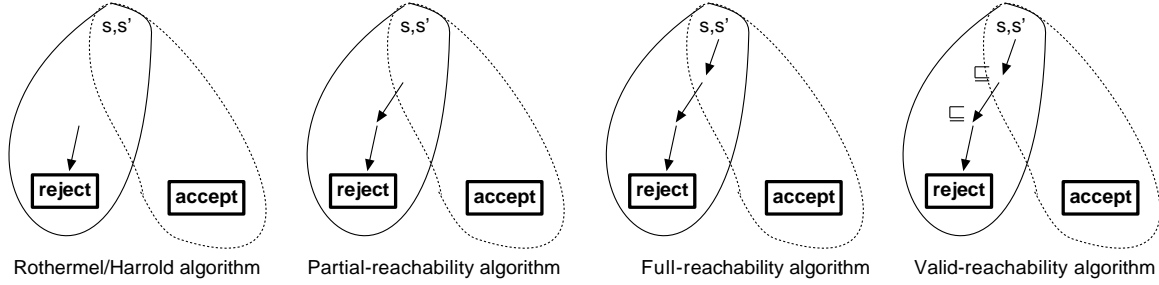 s,s'
reject
accept
Rothermel/Harrold algorithm
s,s'
reject
accept
Partial-reachability algorithm
s,s'
reject
accept
Full-reachability algorithm
s,s'
⊑
⊑
reject
accept
Valid-reachability algorithm